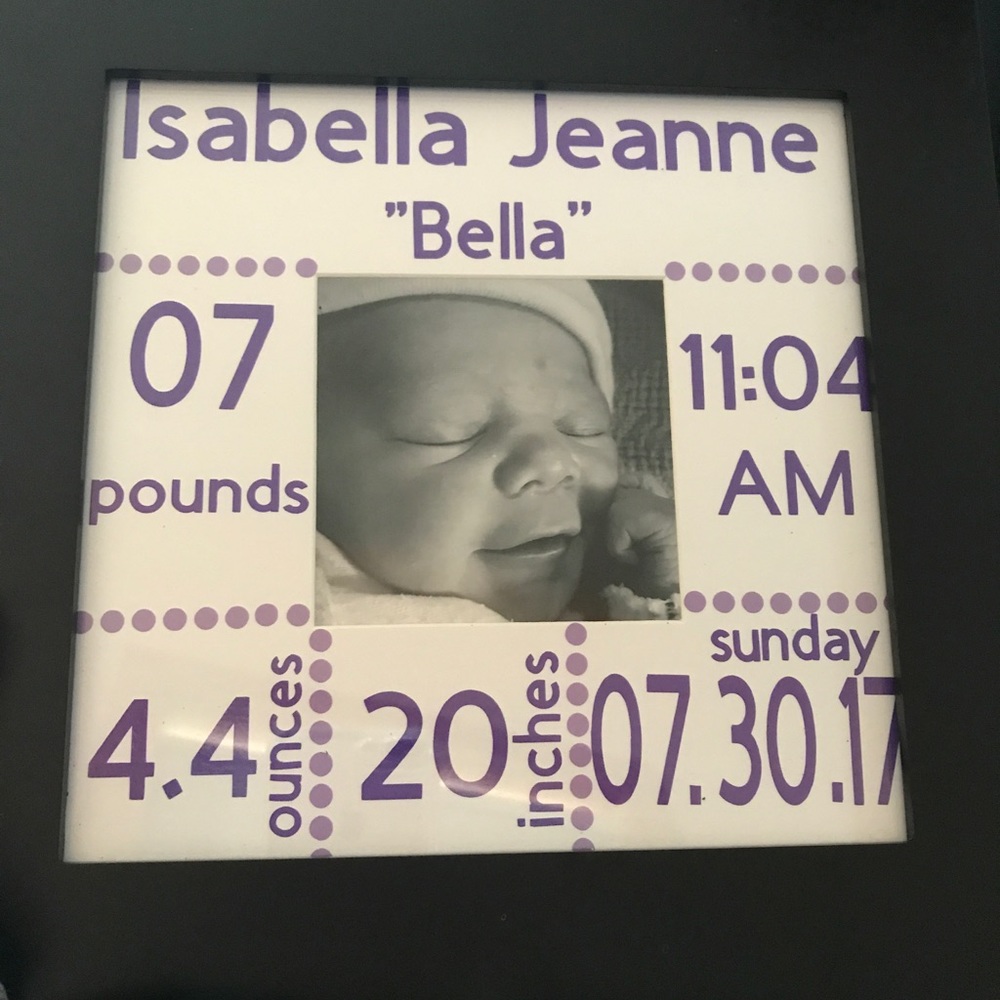 Isabella Jeanne
"Bella"
07
pounds
11:04
AM
4.4
ounces
20
inches
sunday
07.30.17